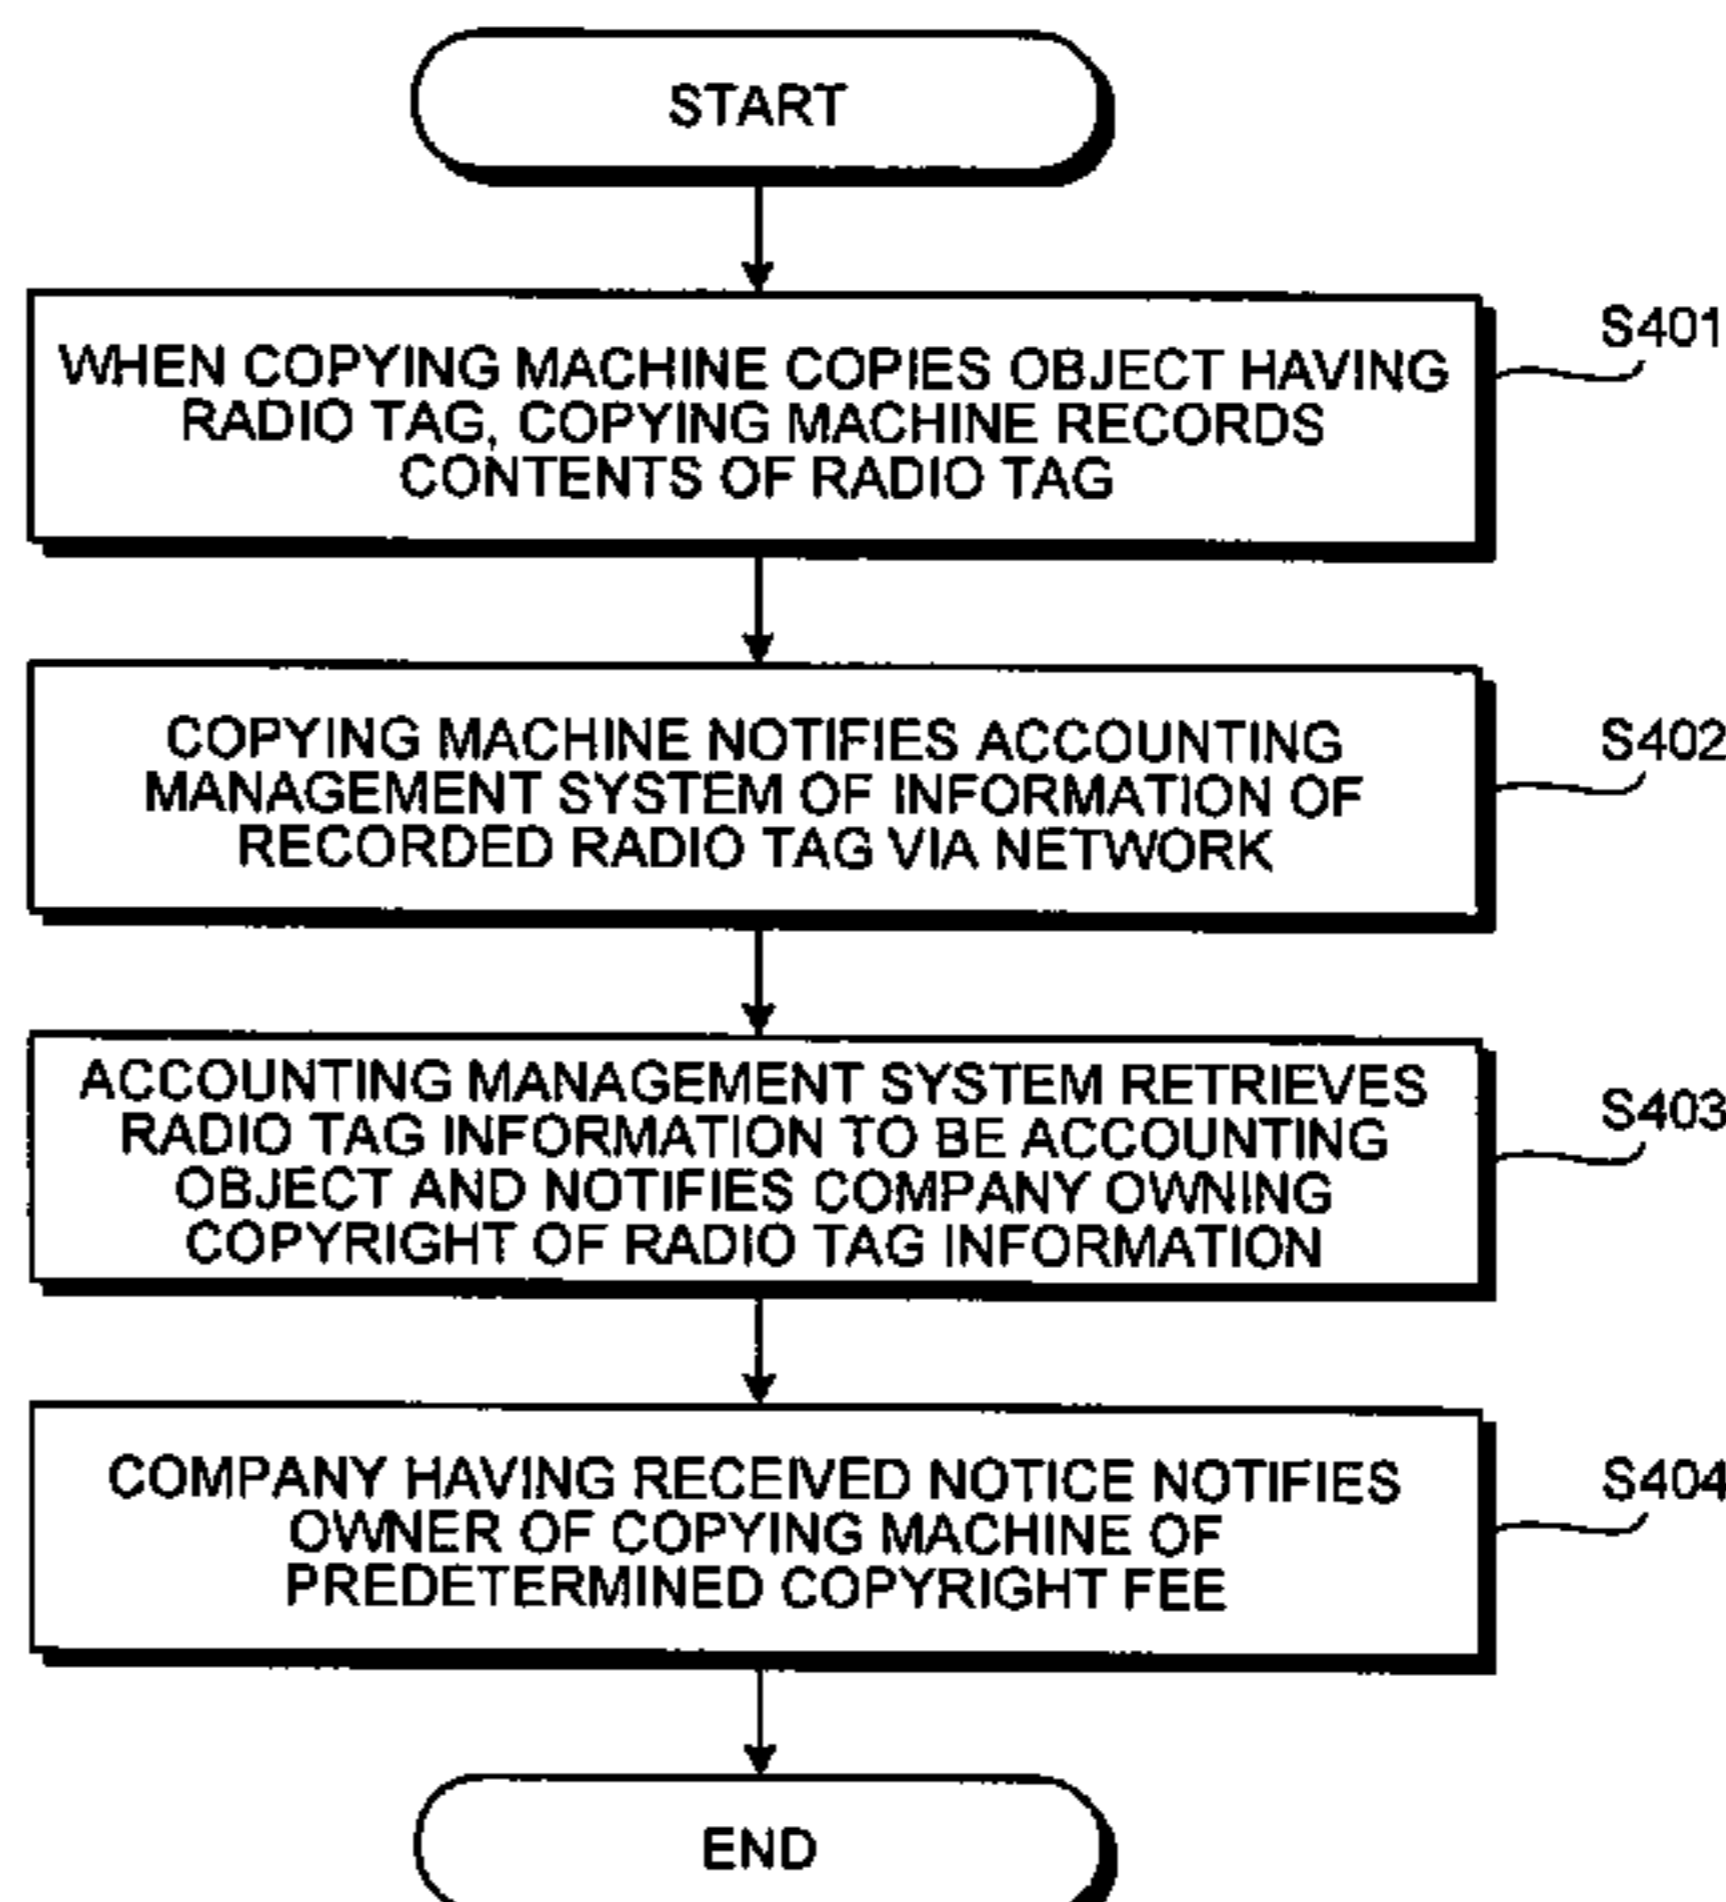 START
WHEN COPYING MACHINE COPIES OBJECT HAVING
RADIO TAG, COPYING MACHINE RECORDS
CONTENTS OF RADIO TAG
S401
COPYING MACHINE NOTIFIES ACCOUNTING
MANAGEMENT SYSTEM OF INFORMATION OF
RECORDED RADIO TAG VIA NETWORK
S402
ACCOUNTING MANAGEMENT SYSTEM RETRIEVES
RADIO TAG INFORMATION TO BE ACCOUNTING
OBJECT AND NOTIFIES COMPANY OWNING
COPYRIGHT OF RADIO TAG INFORMATION
S403
COMPANY HAVING RECEIVED NOTICE NOTIFIES
OWNER OF COPYING MACHINE OF
PREDETERMINED COPYRIGHT FEE
S404
END